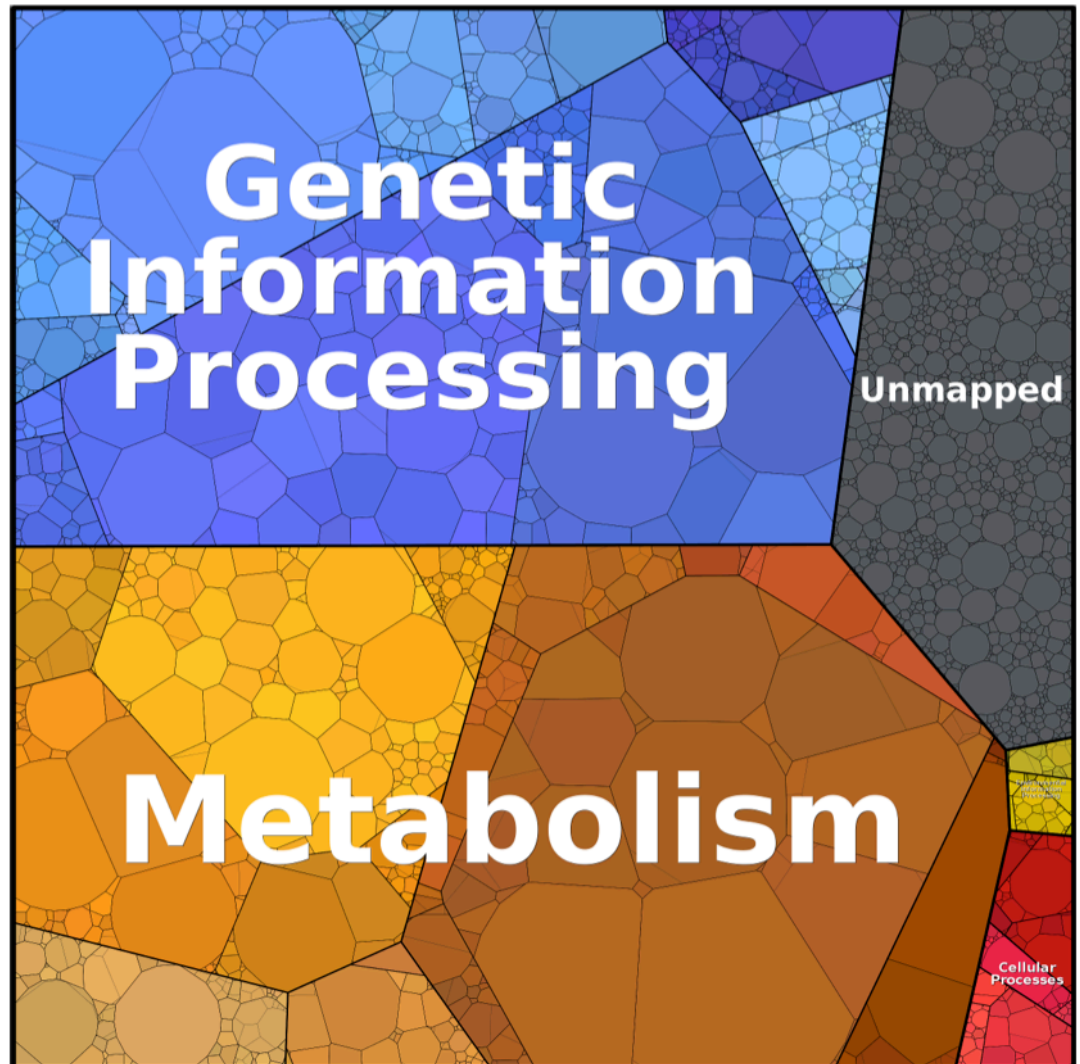 Genetic
Information
Processing
Unmapped
Metabolism
Cellular
Processes